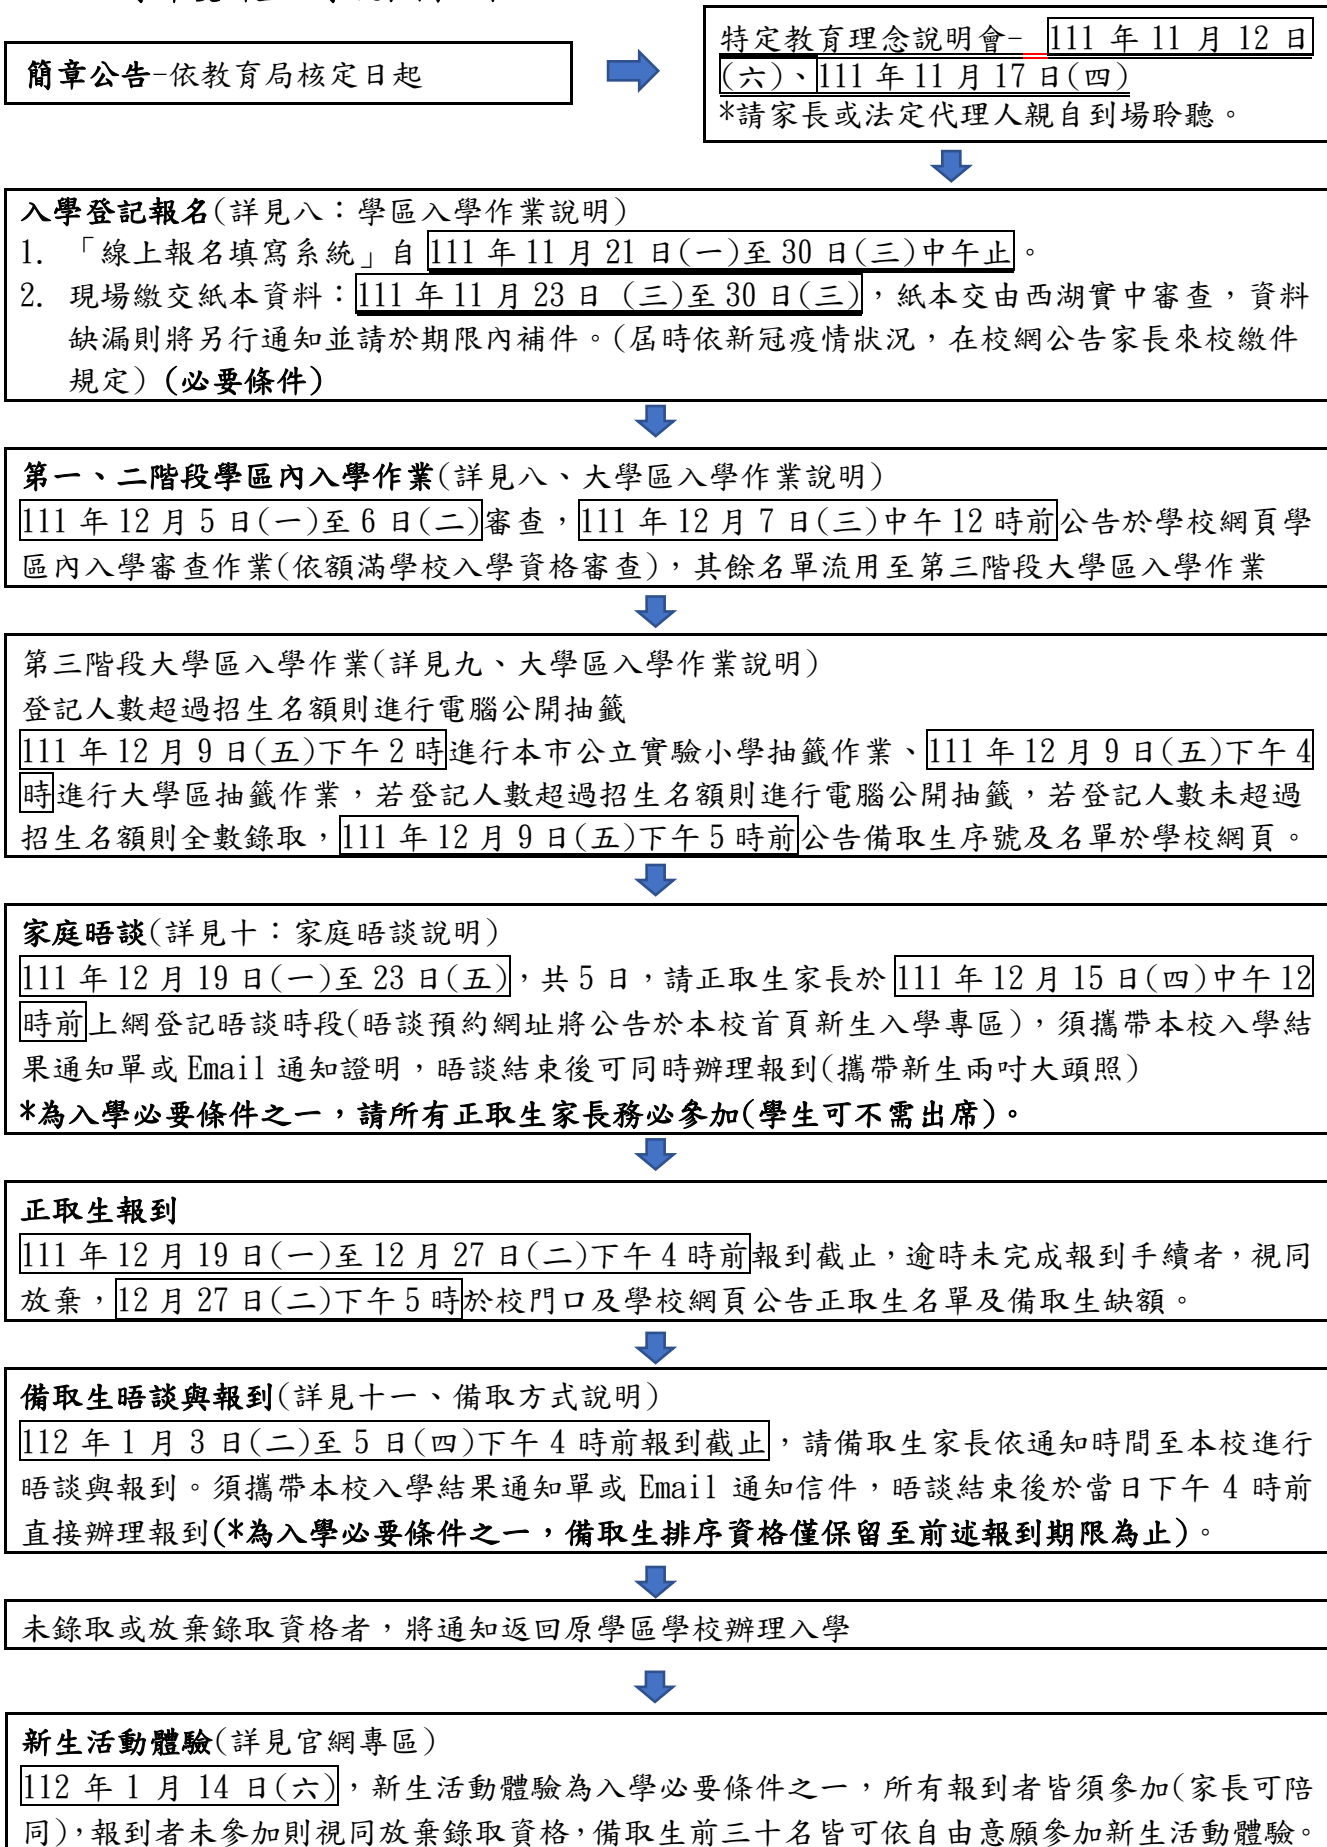 簡章公告-依教育局核定日起
特定教育理念說明會- 111 年 11 月 12 日
(六)、111 年 11 月 17 日(四)
*請家長或法定代理人親自到場聆聽。
入學登記報名(詳見八：學區入學作業說明)
1. 「線上報名填寫系統」自 111 年 11 月 21 日(一)至 30 日(三)中午止。
2. 現場繳交紙本資料：111 年 11 月 23 日 (三)至 30 日(三)，紙本交由西湖實中審查，資料
缺漏則將另行通知並請於期限內補件。(屆時依新冠疫情狀況，在校網公告家長來校繳件
規定) (必要條件)
第一、二階段學區內入學作業(詳見八、大學區入學作業說明)
111 年 12 月 5 日(一)至 6 日(二)審查，111 年 12 月 7 日(三)中午 12 時前公告於學校網頁學
區內入學審查作業(依額滿學校入學資格審查)，其餘名單流用至第三階段大學區入學作業
第三階段大學區入學作業(詳見九、大學區入學作業說明)
登記人數超過招生名額則進行電腦公開抽籤
111 年 12 月 9 日(五)下午 2 時進行本市公立實驗小學抽籤作業、111 年 12 月 9 日(五)下午 4
時進行大學區抽籤作業，若登記人數超過招生名額則進行電腦公開抽籤，若登記人數未超過
招生名額則全數錄取，111 年 12 月 9 日(五)下午 5 時前公告備取生序號及名單於學校網頁。
家庭晤談(詳見十：家庭晤談說明)
111 年 12 月 19 日(一)至 23 日(五)，共 5 日，請正取生家長於 111 年 12 月 15 日(四)中午 12
時前上網登記晤談時段(晤談預約網址將公告於本校首頁新生入學專區)，須攜帶本校入學結
果通知單或 Email 通知證明，晤談結束後可同時辦理報到(攜帶新生兩吋大頭照)
*為入學必要條件之一，請所有正取生家長務必參加(學生可不需出席)。
正取生報到
111 年 12 月 19 日(一)至 12 月 27 日(二)下午 4 時前報到截止，逾時未完成報到手續者，視同
放棄，12 月 27 日(二)下午 5 時於校門口及學校網頁公告正取生名單及備取生缺額。
備取生晤談與報到(詳見十一、備取方式說明)
112 年 1 月 3 日(二)至 5 日(四)下午 4 時前報到截止，請備取生家長依通知時間至本校進行
晤談與報到。須攜帶本校入學結果通知單或 Email 通知信件，晤談結束後於當日下午 4 時前
直接辦理報到(*為入學必要條件之一，備取生排序資格僅保留至前述報到期限為止)。
未錄取或放棄錄取資格者，將通知返回原學區學校辦理入學
新生活動體驗(詳見官網專區)
112 年 1 月 14 日(六)，新生活動體驗為入學必要條件之一，所有報到者皆須參加(家長可陪
同)，報到者未參加則視同放棄錄取資格，備取生前三十名皆可依自由意願參加新生活動體驗。